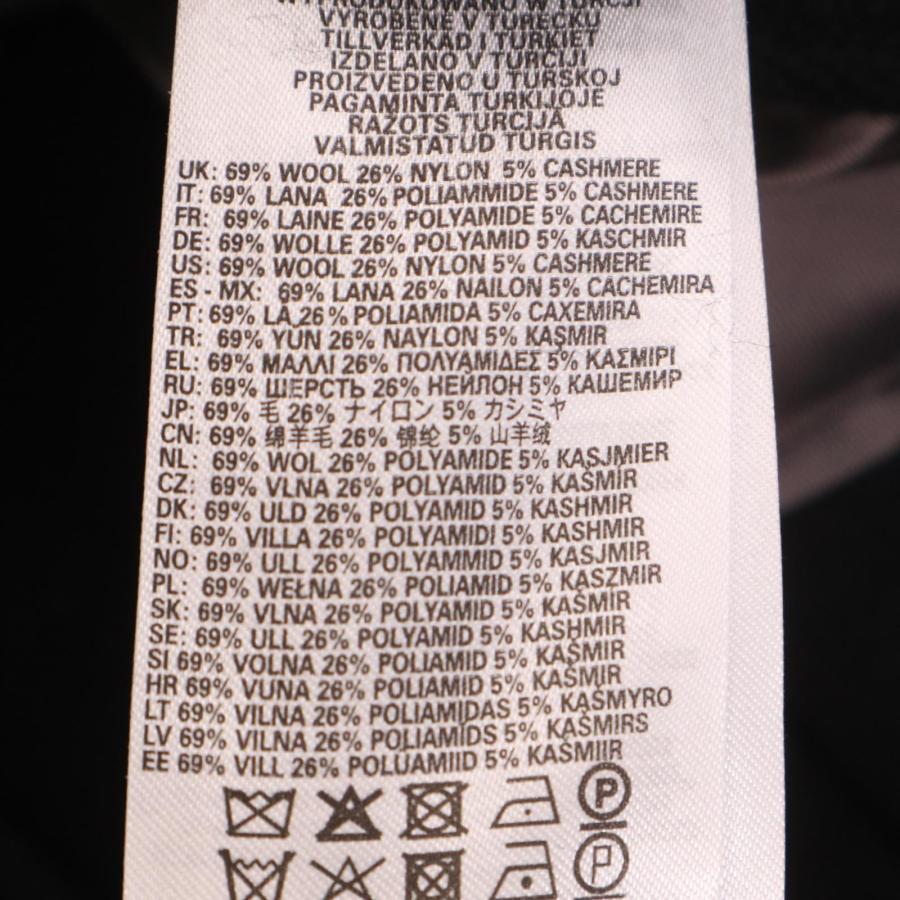 WYPRODUKOWANO W TURCJI
VYROBENÉ V TURECKU
TILLVERKAD I TURKIET
IZDELANO V TURČIJI
PROIZVEDENO U TURSKOJ
PAGAMINTA TURKIJOJE
RAŽOTS TURCIJĀ
VALMISTATUD TÜRGIS
UK: 69% WOOL 26% NYLON 5% CASHMERE
IT: 69% LANA 26% POLIAMMIDE 5% CASHMERE
FR: 69% LAINE 26% POLYAMIDE 5% CACHEMIRE
DE: 69% WOLLE 26% POLYAMID 5% KASCHMIR
US: 69% WOOL 26% NYLON 5% CASHMERE
ES - MX: 69% LANA 26% NAILON 5% CACHEMIRA
PT: 69% LÃ 26% POLIAMIDA 5% CAXEMIRA
TR: 69% YÜN 26% NAYLON 5% KAŞMIR
EL: 69% ΜΑΛΛΙ 26% ΠΟΛΥΑΜΙΔΕΣ 5% ΚΑΣΜΙΡΙ
RU: 69% ШЕРСТЬ 26% НЕЙЛОН 5% КАШЕМИР
JP: 69% 毛 26% ナイロン 5% カシミヤ
CN: 69% 绵羊毛 26% 锦纶 5% 山羊绒
NL: 69% WOL 26% POLYAMIDE 5% KASJMIER
CZ: 69% VLNA 26% POLYAMID 5% KAŠMÍR
DK: 69% ULD 26% POLYAMID 5% KASHMIR
FI: 69% VILLA 26% POLYAMIDI 5% KASHMIR
NO: 69% ULL 26% POLYAMMID 5% KASJMIR
PL: 69% WEŁNA 26% POLIAMID 5% KASZMIR
SK: 69% VLNA 26% POLYAMID 5% KAŠMÍR
SE: 69% ULL 26% POLYAMID 5% KASHMIR
SI 69% VOLNA 26% POLIAMID 5% KAŠMIR
HR 69% VUNA 26% POLIAMID 5% KAŠMIR
LT 69% VILNA 26% POLIAMIDAS 5% KAŠMYRO
LV 69% VILNA 26% POLIAMĪDS 5% KAŠMIRS
EE 69% VILL 26% POLÜAMIID 5% KAŠMIIR
P
P